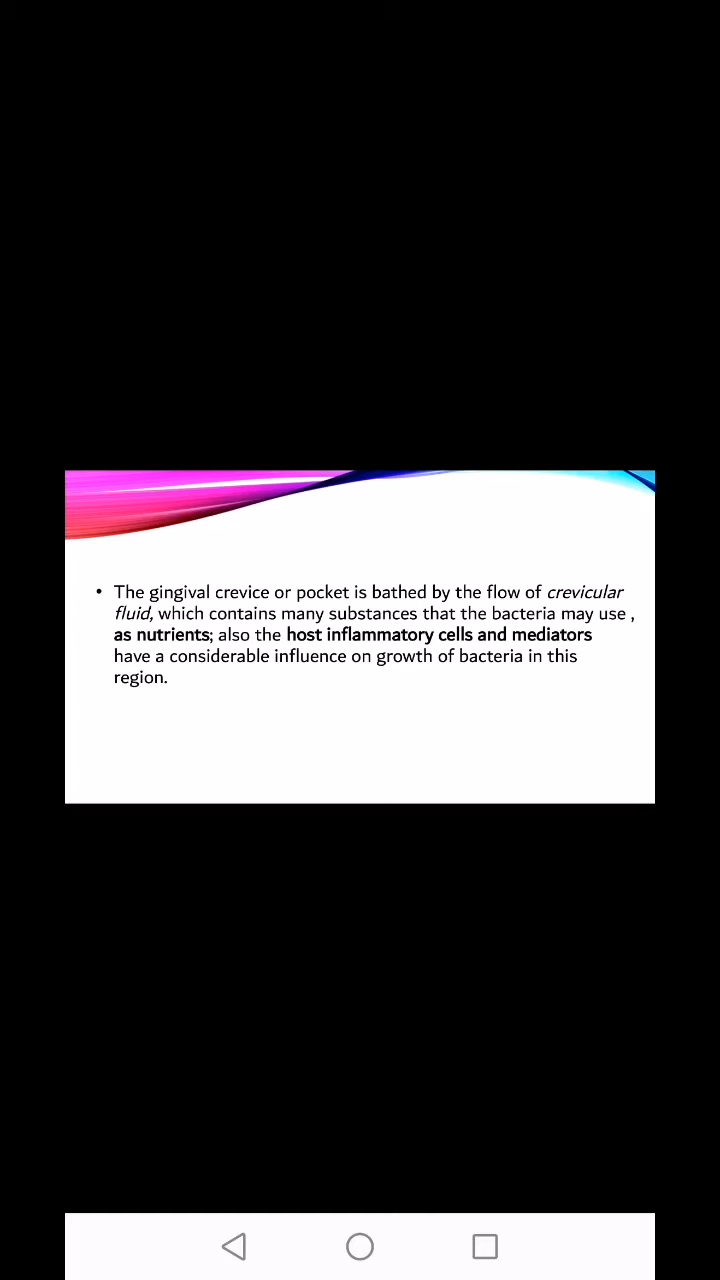 • The gingival crevice or pocket is bathed by the flow of crevicular
fluid, which contains many substances that the bacteria may use ,
as nutrients; also the host inflammatory cells and mediators
have a considerable influence on growth of bacteria in this
region.